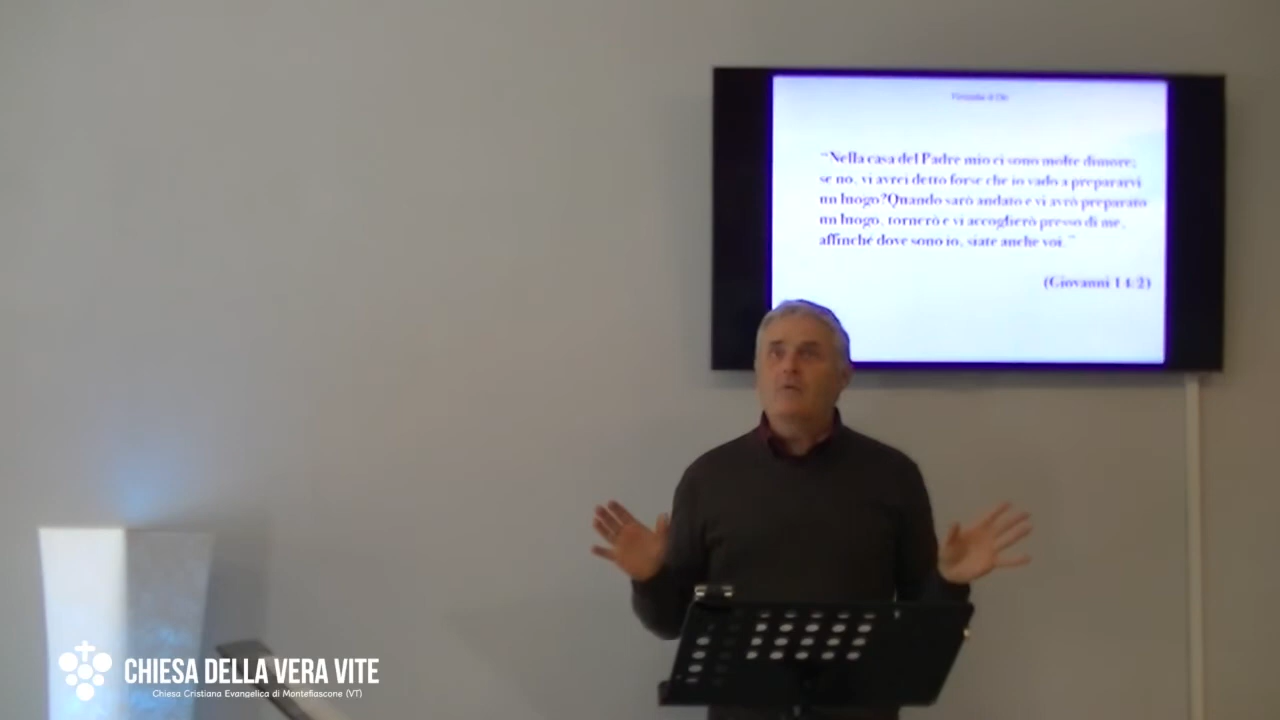 "Nella casa del Padre mio ci sono molte dimore;
se no, vi avrei detto forse che io vado a prepararvi
un luogo?Quando sarò andato e vi avrò preparato
un luogo, tornerò e vi accoglierò presso di me,
affinché dove sono io, siate anche voi."
(Giovanni 14:2)
CHIESA DELLA VERA VITE
Chiesa Cristiana Evangelica di Montefiascone (VT)